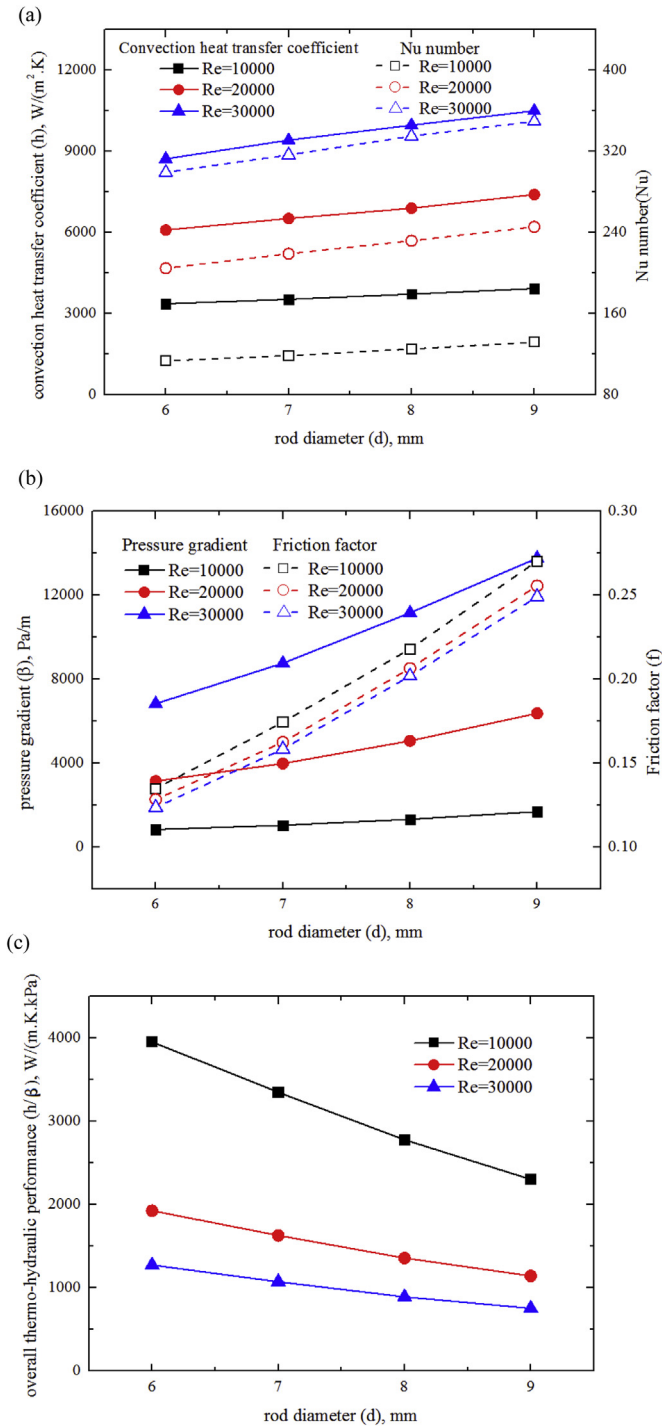 (a)
Convection heat transfer coefficient
Nu number
Re=10000
Re=10000
Re=20000
Re=20000
Re=30000
Re=30000
12000
9000
6000
3000
0
400
320
240
160
80
6 7 8 9
convection heat transfer coefficient (h), W/(m².K)
Nu number(Nu)
rod diameter (d), mm
(b)
Pressure gradient
Friction factor
Re=10000
Re=10000
Re=20000
Re=20000
Re=30000
Re=30000
16000
12000
8000
4000
0
0.30
0.25
0.20
0.15
0.10
6 7 8 9
pressure gradient (β), Pa/m
Friction factor (f)
rod diameter (d), mm
(c)
Re=10000
Re=20000
Re=30000
4000
3000
2000
1000
0
6 7 8 9
overall thermo-hydraulic performance (h/β), W/(m.K.kPa)
rod diameter (d), mm